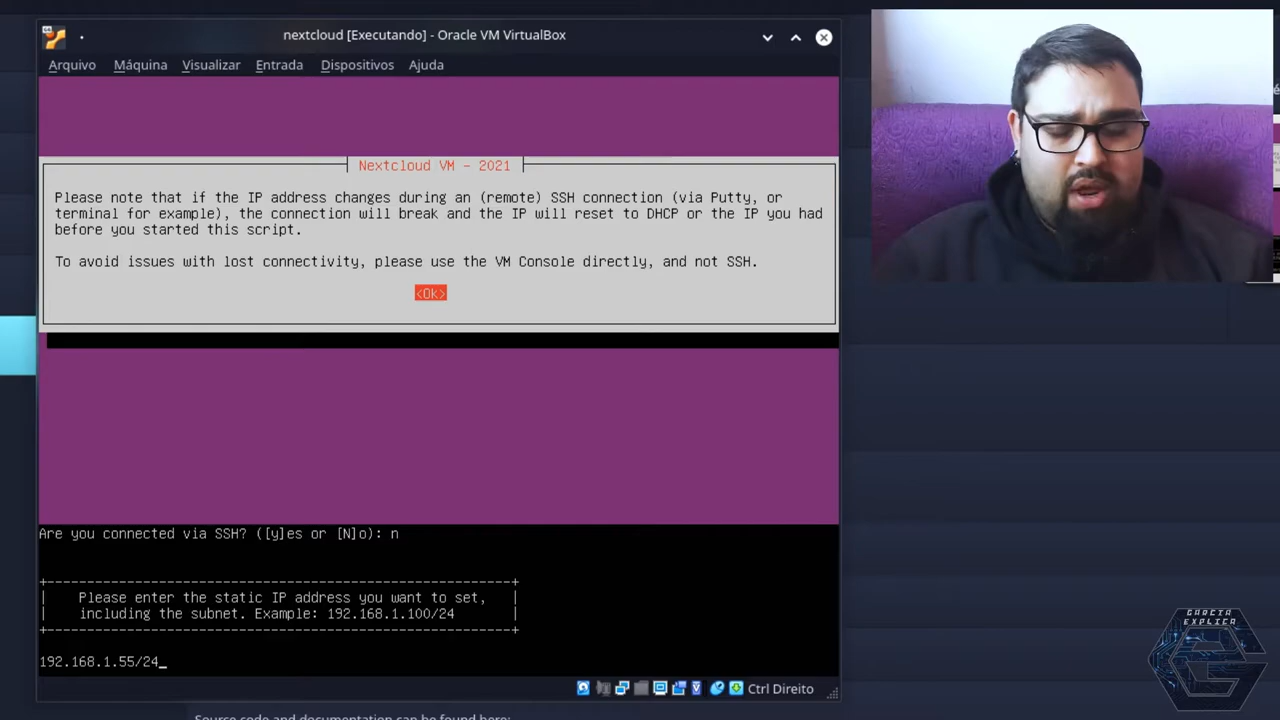 nextcloud [Executando] - Oracle VM VirtualBox
Arquivo Máquina Visualizar Entrada Dispositivos Ajuda
Nextcloud VM - 2021
Please note that if the IP address changes during an (remote) SSH connection (via Putty, or
terminal for example), the connection will break and the IP will reset to DHCP or the IP you had
before you started this script.
To avoid issues with lost connectivity, please use the VM Console directly, and not SSH.
<Ok>
Are you connected via SSH? ([y]es or [N]o): n
Please enter the static IP address you want to set,
including the subnet. Example: 192.168.1.100/24
192.168.1.55/24_
Ctrl Direito
GARCIA
EXPLICA
Source code and documentation can be found here: